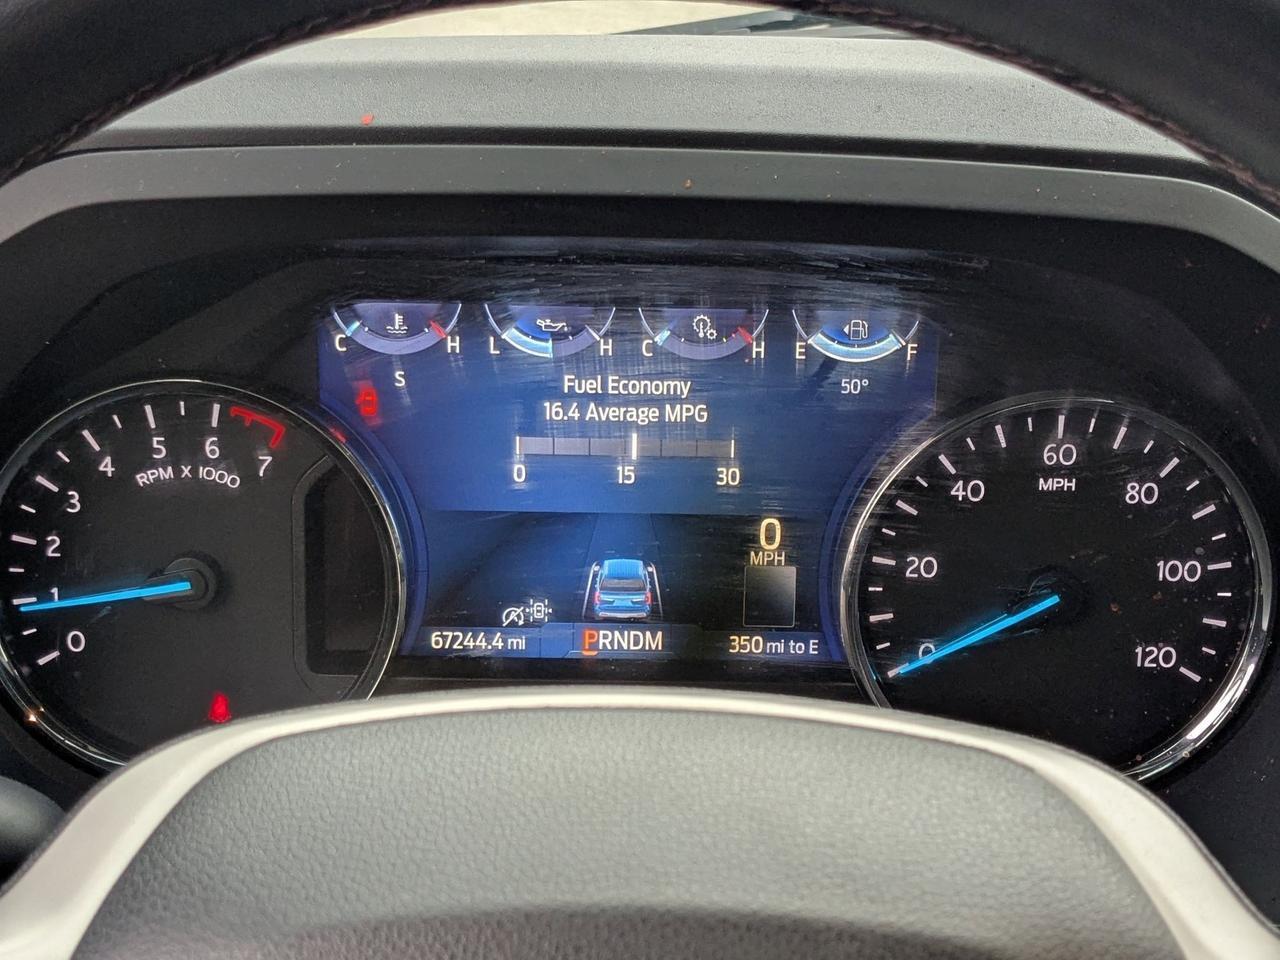 C H
L H
C H
E F
S
50°
Fuel Economy
16.4 Average MPG
0 15 30
0
MPH
67244.4 mi
PRNDM
350 mi to E
0 1 2 3 4 5 6 7
RPM X 1000
0 20 40 60 80 100 120
MPH